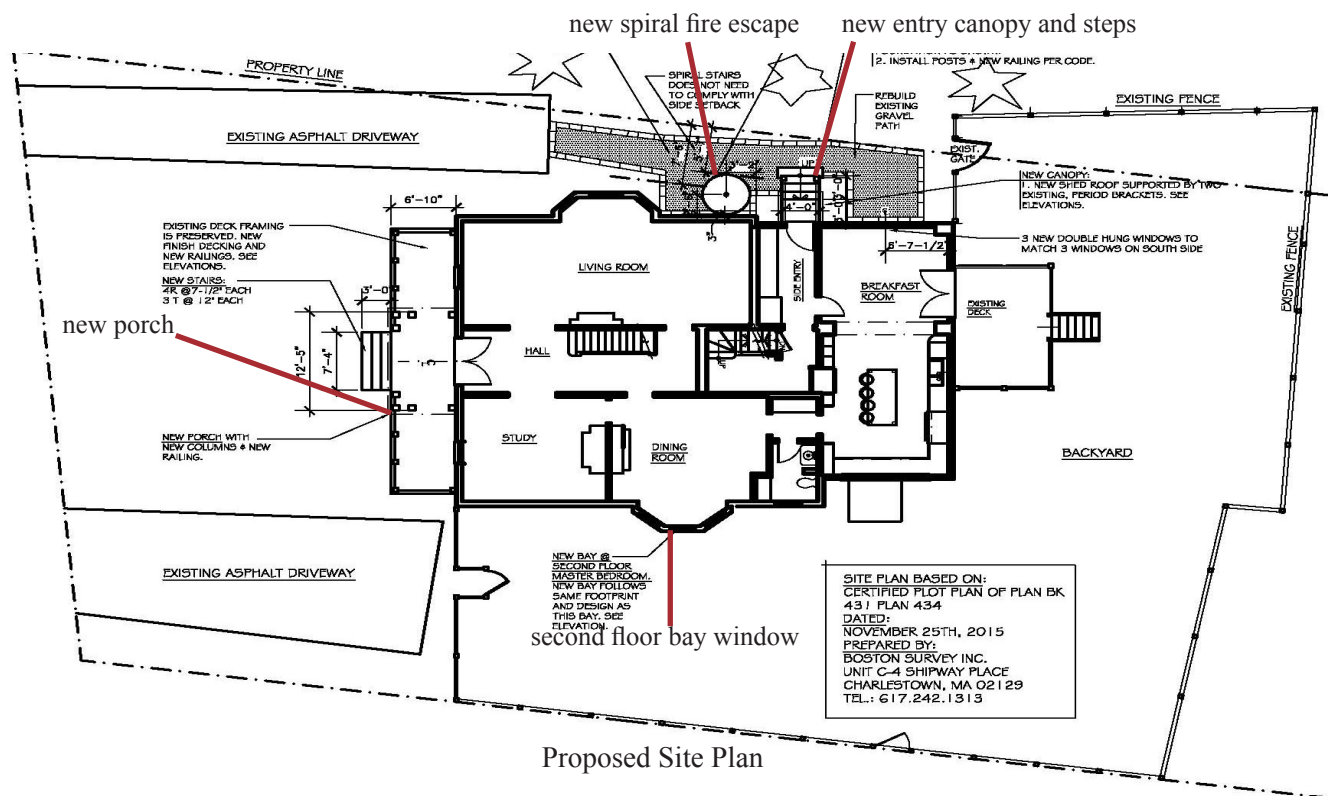 new spiral fire escape
new entry canopy and steps
2. INSTALL POSTS & NEW RAILING PER CODE.
PROPERTY LINE
SPIRAL STAIRS
DOES NOT NEED
TO COMPLY WITH
SIDE SETBACK
REBUILD
EXISTING
GRAVEL
PATH
EXISTING FENCE
EXISTING ASPHALT DRIVEWAY
EXIST.
GATE
UP
3'-2"
NEW CANOPY:
1. NEW SHED ROOF SUPPORTED BY TWO
EXISTING, PERIOD BRACKETS. SEE
ELEVATIONS.
6'-10"
4'-0"
3"
EXISTING DECK FRAMING
IS PRESERVED. NEW
FINISH DECKING AND
NEW RAILINGS. SEE
ELEVATIONS.
3 NEW DOUBLE HUNG WINDOWS TO
MATCH 3 WINDOWS ON SOUTH SIDE
8'-7-1/2"
LIVING ROOM
SIDE ENTRY
BREAKFAST
ROOM
EXISTING
DECK
EXISTING FENCE
NEW STAIRS:
4R @7-1/2" EACH
3 T @ 12" EACH
3'-0"
new porch
12'-5"
7'-4"
HALL
NEW PORCH WITH
NEW COLUMNS & NEW
RAILING.
STUDY
DINING
ROOM
BACKYARD
EXISTING ASPHALT DRIVEWAY
NEW BAY @
SECOND FLOOR
MASTER BEDROOM.
NEW BAY FOLLOWS
SAME FOOTPRINT
AND DESIGN AS
THIS BAY. SEE
ELEVATION.
second floor bay window
SITE PLAN BASED ON:
CERTIFIED PLOT PLAN OF PLAN BK
431 PLAN 434
DATED:
NOVEMBER 25TH, 2015
PREPARED BY:
BOSTON SURVEY INC.
UNIT C-4 SHIPWAY PLACE
CHARLESTOWN, MA 02129
TEL.: 617.242.1313
Proposed Site Plan